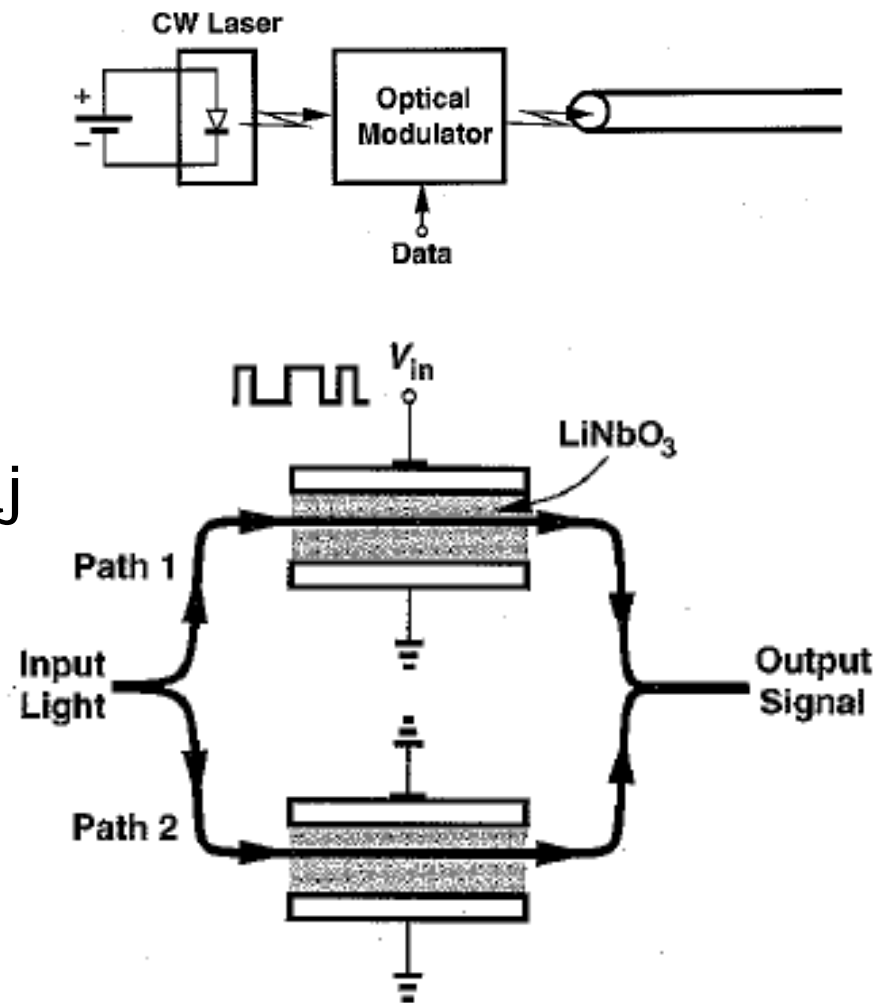 CW Laser
+
−
Optical
Modulator
Data
V_in
LiNbO₃
j
Path 1
Input
Light
Output
Signal
Path 2